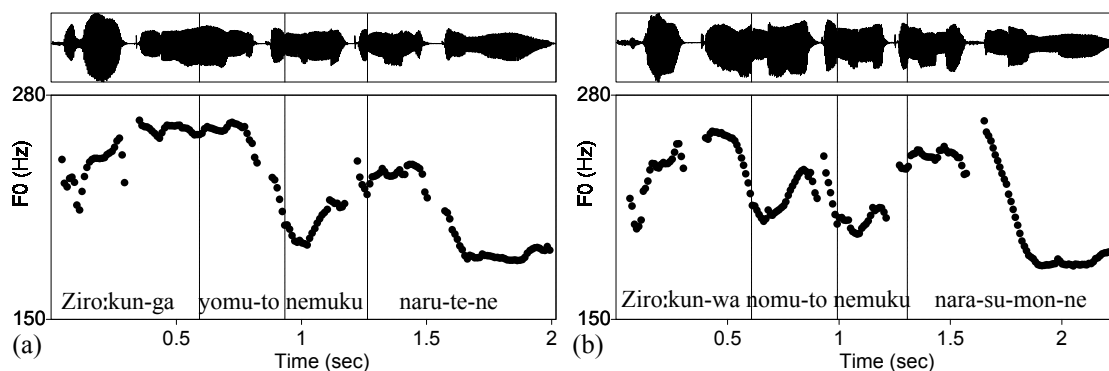 280
F0 (Hz)
150
Ziro:kun-ga yomu-to nemuku naru-te-ne
0.5 1 1.5 2
Time (sec)
(a)
280
F0 (Hz)
150
Ziro:kun-wa nomu-to nemuku nara-su-mon-ne
0.5 1 1.5 2
Time (sec)
(b)